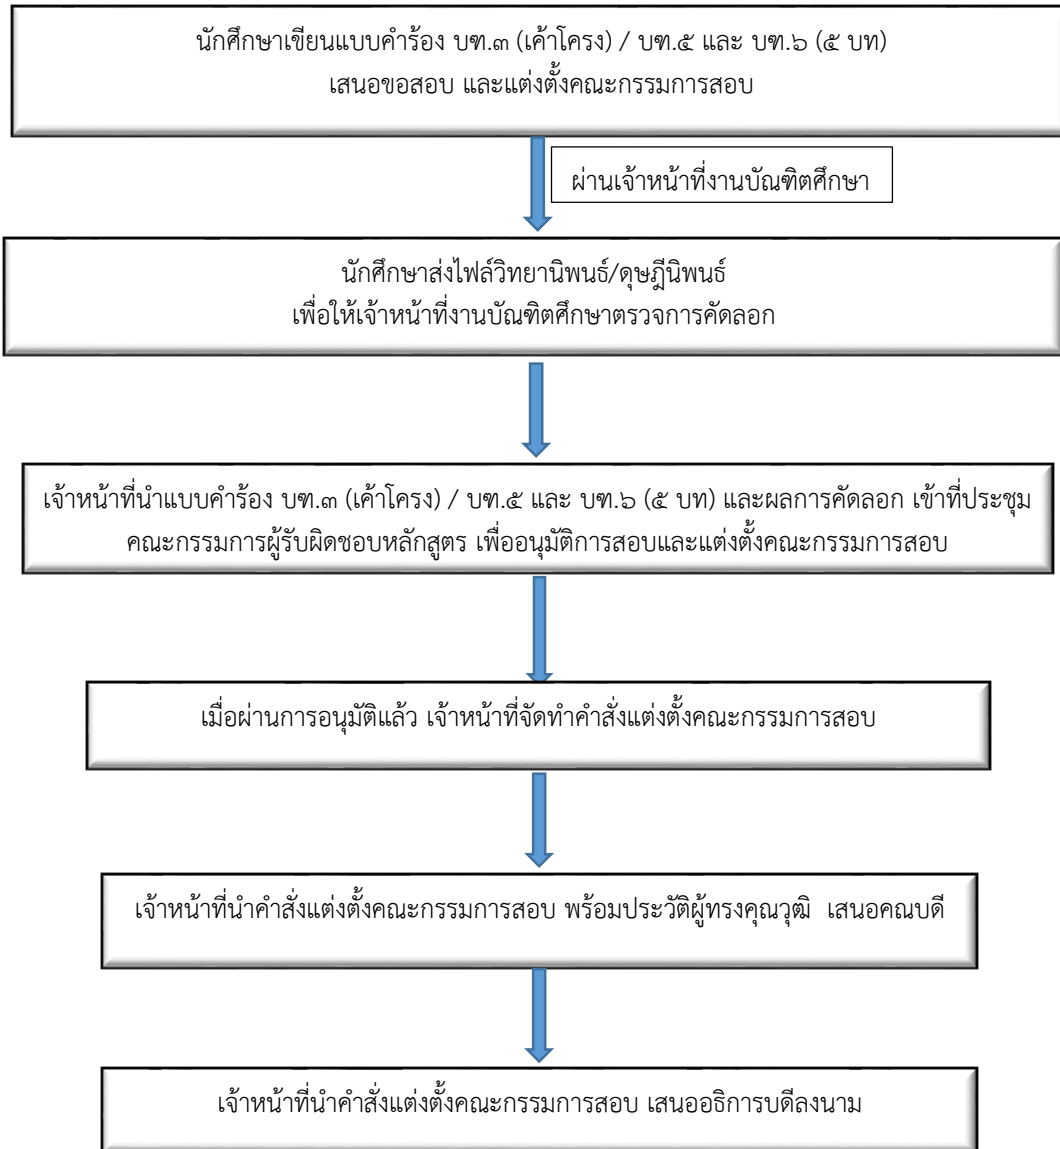 นักศึกษาเขียนแบบคำร้อง บฑ.๓ (เค้าโครง) / บฑ.๕ และ บฑ.๖ (๕ บท)
เสนอขอสอบ และแต่งตั้งคณะกรรมการสอบ
ผ่านเจ้าหน้าที่งานบัณฑิตศึกษา
นักศึกษาส่งไฟล์วิทยานิพนธ์/ดุษฎีนิพนธ์
เพื่อให้เจ้าหน้าที่งานบัณฑิตศึกษาตรวจการคัดลอก
เจ้าหน้าที่นำแบบคำร้อง บฑ.๓ (เค้าโครง) / บฑ.๕ และ บฑ.๖ (๕ บท) และผลการคัดลอก เข้าที่ประชุม
คณะกรรมการผู้รับผิดชอบหลักสูตร เพื่ออนุมัติการสอบและแต่งตั้งคณะกรรมการสอบ
เมื่อผ่านการอนุมัติแล้ว เจ้าหน้าที่จัดทำคำสั่งแต่งตั้งคณะกรรมการสอบ
เจ้าหน้าที่นำคำสั่งแต่งตั้งคณะกรรมการสอบ พร้อมประวัติผู้ทรงคุณวุฒิ เสนอคณบดี
เจ้าหน้าที่นำคำสั่งแต่งตั้งคณะกรรมการสอบ เสนออธิการบดีลงนาม